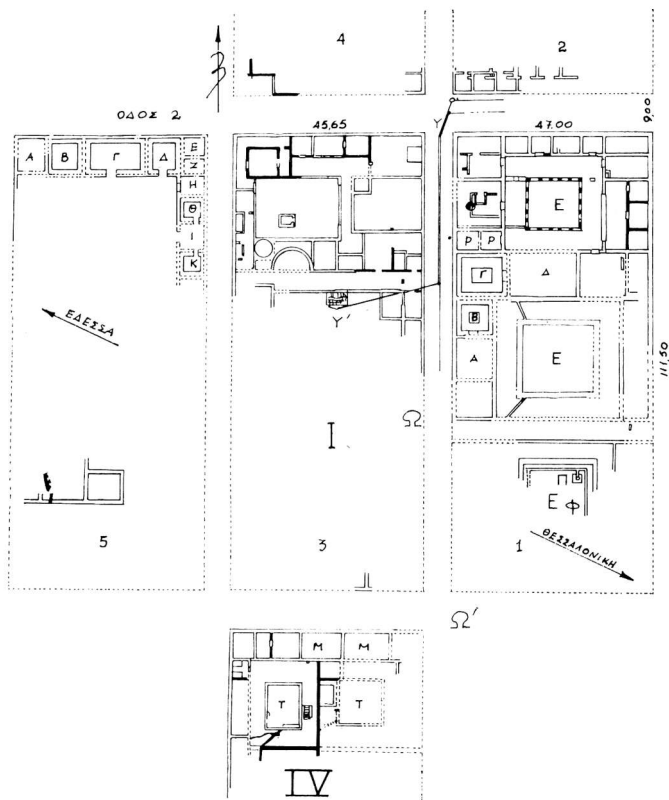 4
2
ΟΔΟΣ 2
45,65
Υ
47.00
9,00
Α Β Γ Δ Ε
Ζ
Η
Θ
Ι
Κ
Ε
Ρ Ρ
Γ Δ
Β
Δ Ε
ΕΔΕΣΣΑ
Υ'
111,50
Ω
Ι
Ε Φ
5
3
1
ΘΕΣΣΑΛΟΝΙΚΗ
Ω'
Μ Μ
Τ Τ
IV